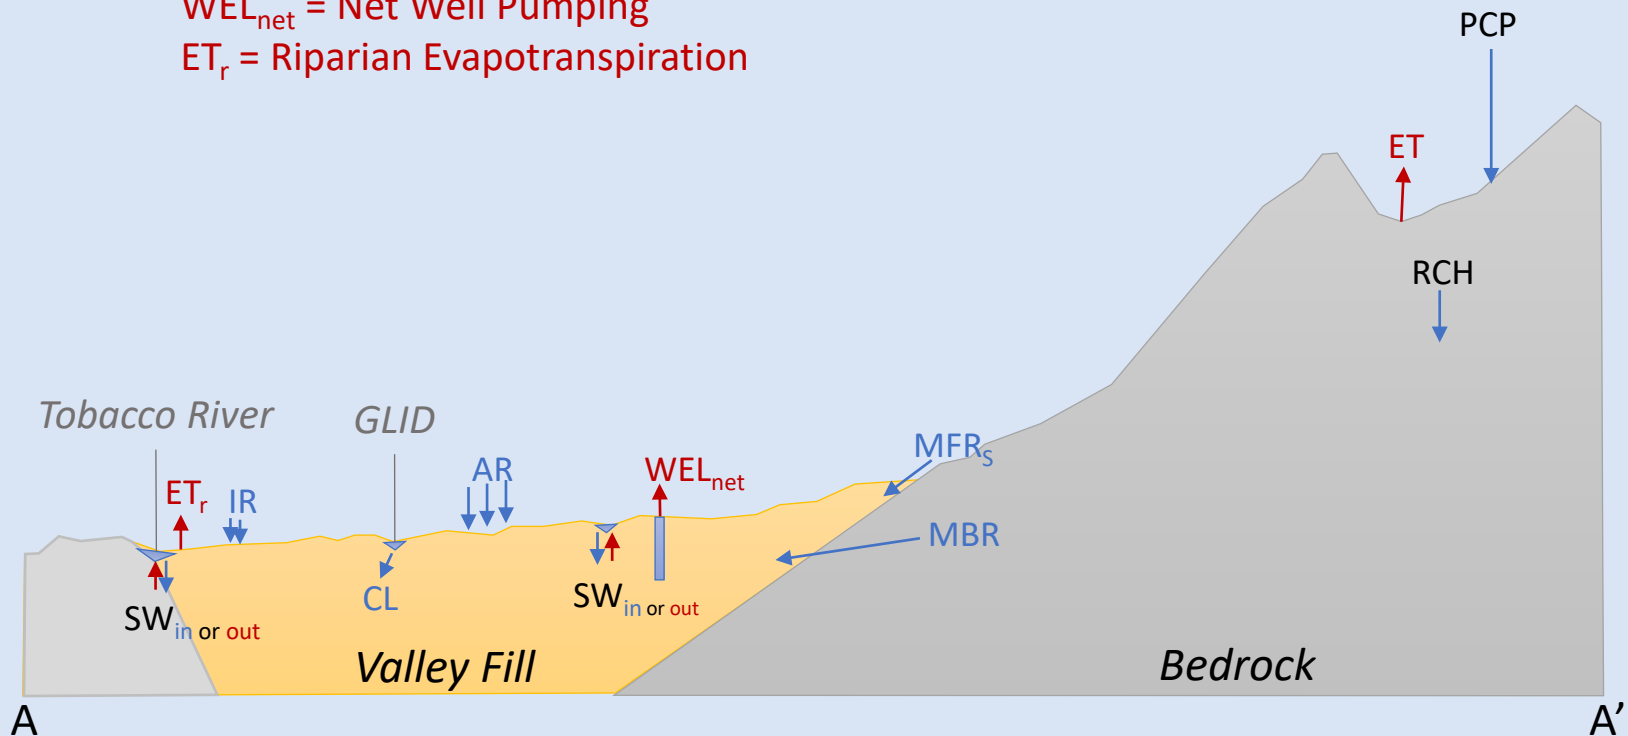 WELnet = Net Well Pumping
ETr = Riparian Evapotranspiration
PCP
ET
RCH
Tobacco River
GLID
MFRS
AR
WELnet
ETr
IR
MBR
CL
SWin or out
SWin or out
Valley Fill
Bedrock
A
A’